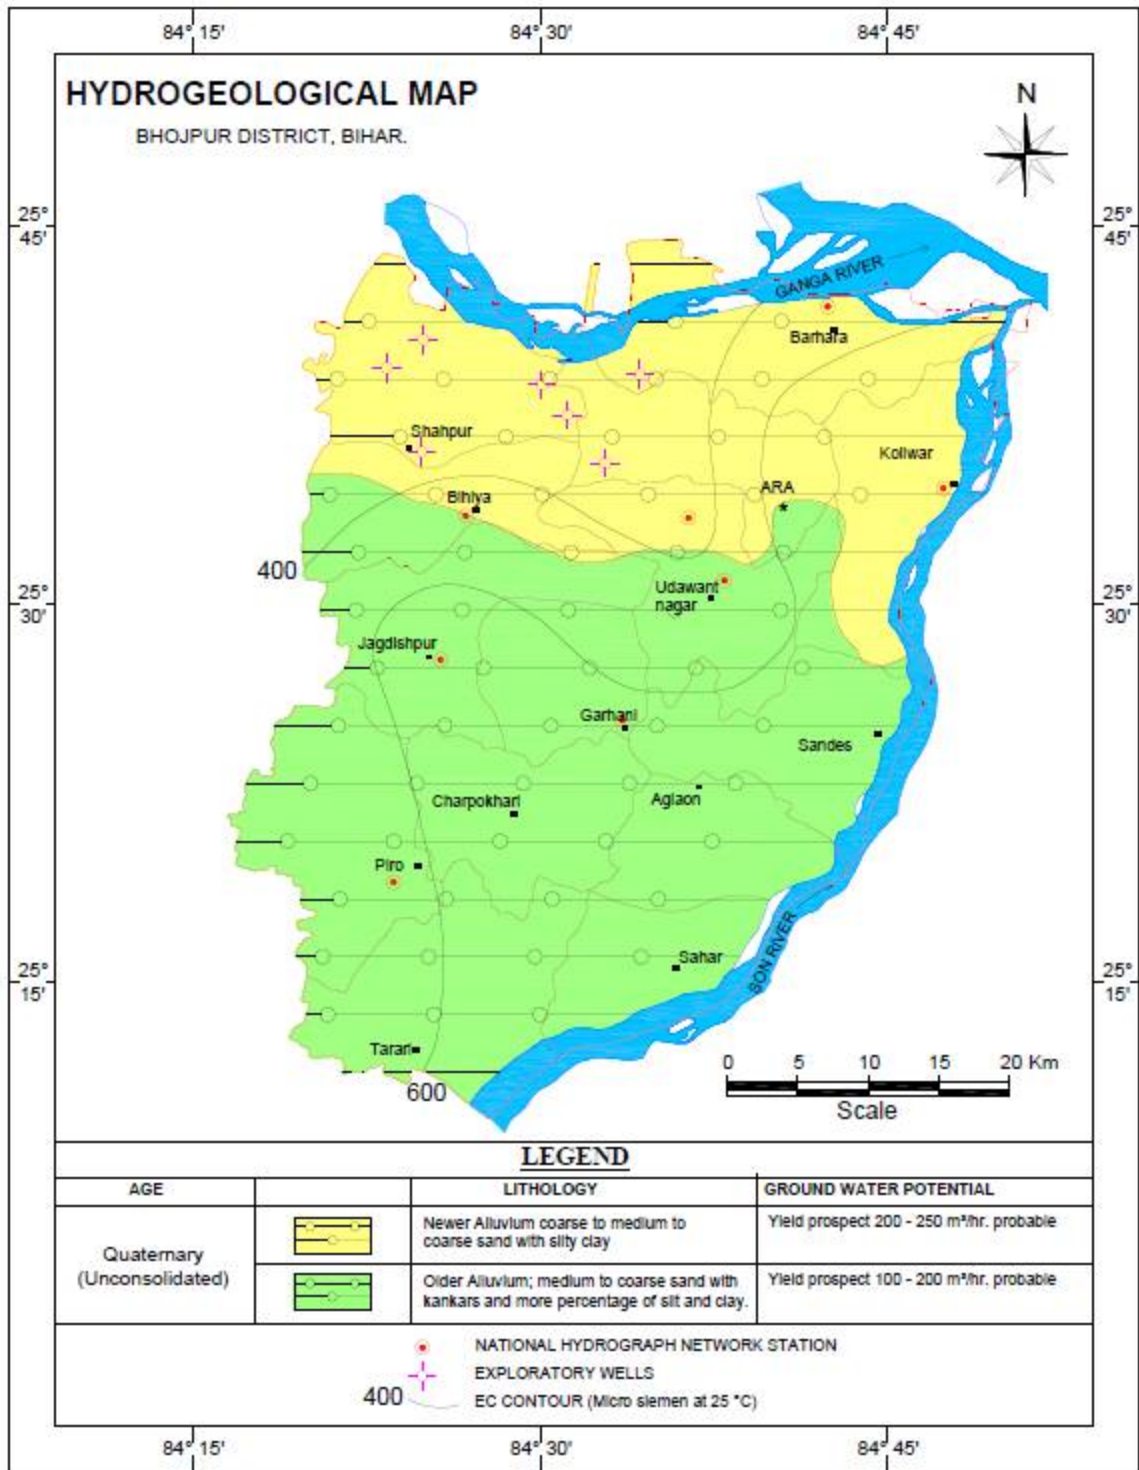 84° 15'
84° 30'
84° 45'
HYDROGEOLOGICAL MAP
BHOJPUR DISTRICT, BIHAR.
N
25°
45'
25°
45'
GANGA RIVER
Barhara
Shahpur
Koilwar
Bihiya
ARA
400
Udawant
nagar
25°
30'
25°
30'
Jagdishpur
Garhani
Sandes
Charpokhari
Agiaon
Piro
SON RIVER
Sahar
25°
15'
25°
15'
Tarari
600
0 5 10 15 20 Km
Scale
LEGEND
AGE
LITHOLOGY
GROUND WATER POTENTIAL
Quaternary
(Unconsolidated)
Newer Alluvium coarse to medium to
coarse sand with silty clay
Yield prospect 200 - 250 m³/hr. probable
Older Alluvium; medium to coarse sand with
kankars and more percentage of silt and clay.
Yield prospect 100 - 200 m³/hr. probable
NATIONAL HYDROGRAPH NETWORK STATION
EXPLORATORY WELLS
400 EC CONTOUR (Micro siemen at 25 °C)
84° 15'
84° 30'
84° 45'